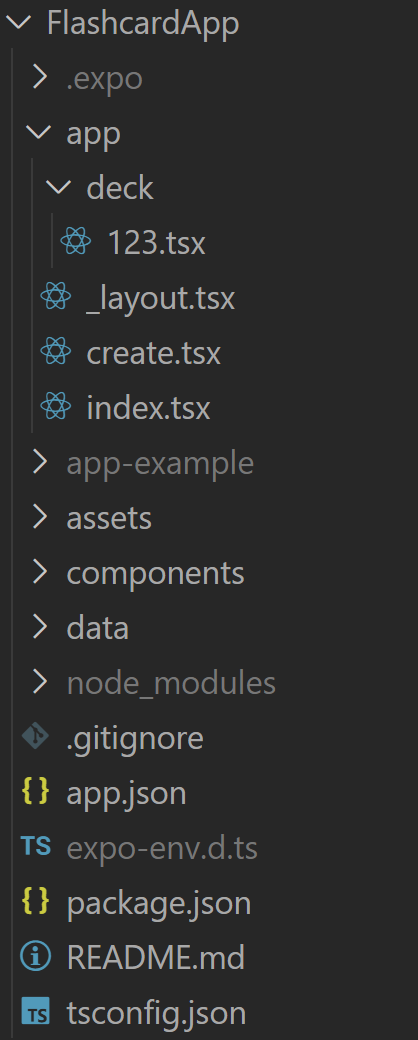 FlashcardApp
.expo
app
deck
123.tsx
_layout.tsx
create.tsx
index.tsx
app-example
assets
components
data
node_modules
.gitignore
{} app.json
TS expo-env.d.ts
{} package.json
README.md
TS tsconfig.json